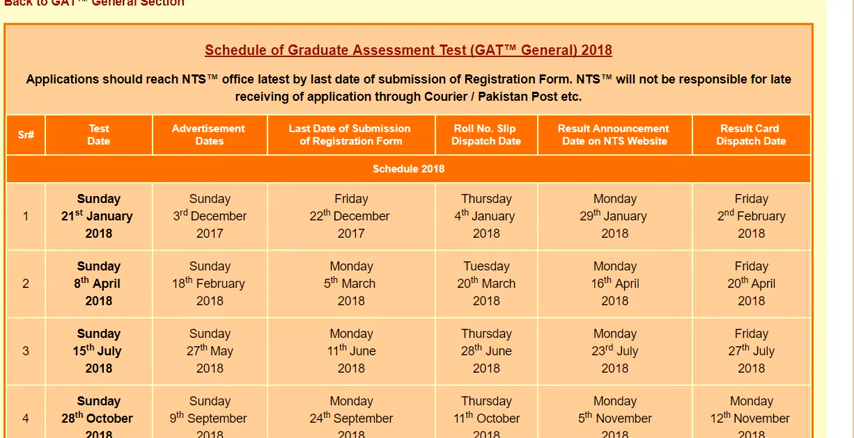 Back to GAT™ General Section
Schedule of Graduate Assessment Test (GAT™ General) 2018
Applications should reach NTS™ office latest by last date of submission of Registration Form. NTS™ will not be responsible for late
receiving of application through Courier / Pakistan Post etc.
Sr# Test Date Advertisement Dates Last Date of Submission of Registration Form Roll No. Slip Dispatch Date Result Announcement Date on NTS Website Result Card Dispatch Date
Schedule 2018
Sunday Sunday Friday Thursday Monday Friday
1 21st January 3rd December 22th December 4th January 29th January 2nd February
2018 2017 2017 2018 2018 2018
Sunday Sunday Monday Tuesday Monday Friday
2 8th April 18th February 5th March 20th March 16th April 20th April
2018 2018 2018 2018 2018 2018
Sunday Sunday Monday Thursday Monday Friday
3 15th July 27th May 11th June 28th June 23rd July 27th July
2018 2018 2018 2018 2018 2018
Sunday Sunday Monday Thursday Monday Monday
4 28th October 9th September 24th September 11th October 5th November 12th November
2018 2018 2018 2018 2018 2018